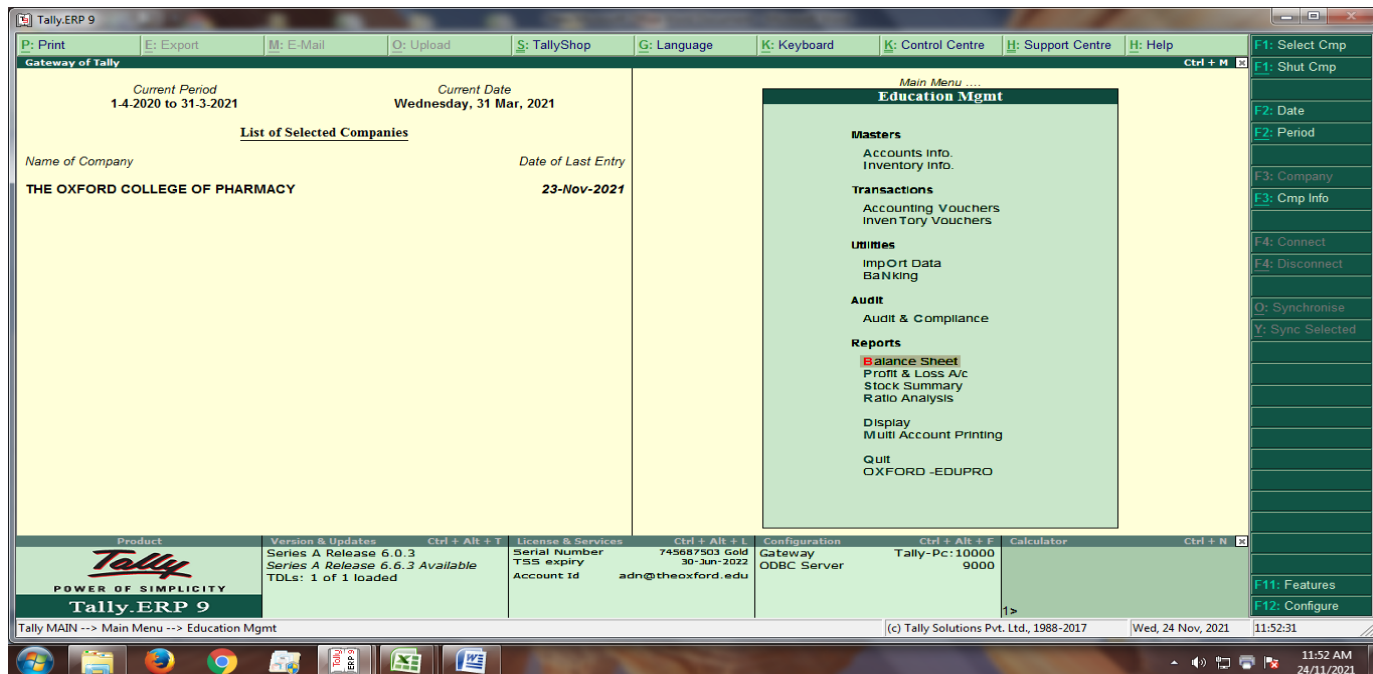 Tally.ERP 9
P: Print E: Export M: E-Mail O: Upload S: TallyShop G: Language K: Keyboard K: Control Centre H: Support Centre H: Help
Gateway of Tally Ctrl + M
Current Period Current Date
1-4-2020 to 31-3-2021 Wednesday, 31 Mar, 2021
List of Selected Companies
Name of Company Date of Last Entry
THE OXFORD COLLEGE OF PHARMACY 23-Nov-2021
Main Menu ....
Education Mgmt
Masters
Accounts Info.
Inventory Info.
Transactions
Accounting Vouchers
InvenTory Vouchers
Utilities
ImpOrt Data
BaNking
Audit
Audit & Compliance
Reports
Balance Sheet
Profit & Loss A/c
Stock Summary
Ratio Analysis
Display
Multi Account Printing
Quit
OXFORD -EDUPRO
F1: Select Cmp
F1: Shut Cmp
F2: Date
F2: Period
F3: Company
F3: Cmp Info
F4: Connect
F4: Disconnect
O: Synchronise
Y: Sync Selected
F11: Features
F12: Configure
Product
Tally
POWER OF SIMPLICITY
Tally.ERP 9
Version & Updates Ctrl + Alt + T
Series A Release 6.0.3
Series A Release 6.6.3 Available
TDLs: 1 of 1 loaded
License & Services Ctrl + Alt + L
Serial Number 745687503 Gold
TSS expiry 30-Jun-2022
Account Id adn@theoxford.edu
Configuration Ctrl + Alt + F
Gateway Tally-Pc:10000
ODBC Server 9000
Calculator Ctrl + N
1>
Tally MAIN --> Main Menu --> Education Mgmt (c) Tally Solutions Pvt. Ltd., 1988-2017 Wed, 24 Nov, 2021 11:52:31
Tally ERP 9
11:52 AM
24/11/2021